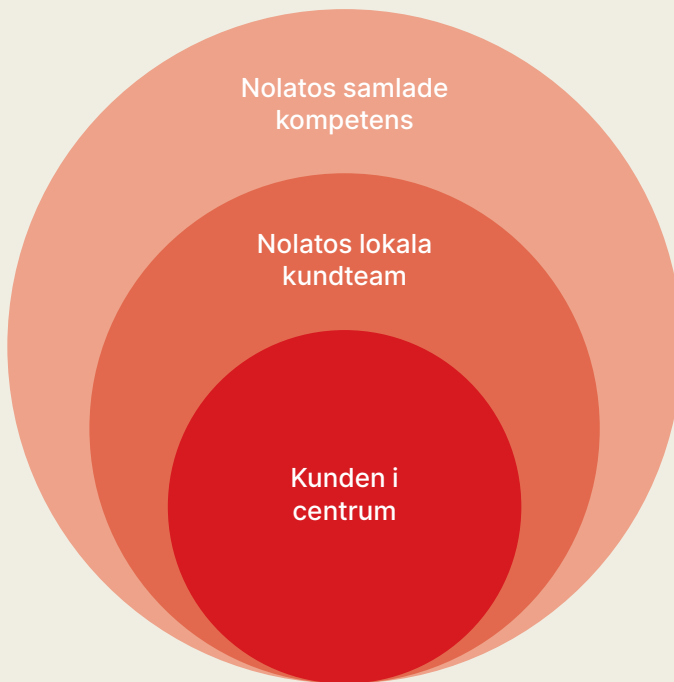 Nolatos samlade
kompetens
Nolatos lokala
kundteam
Kunden i
centrum